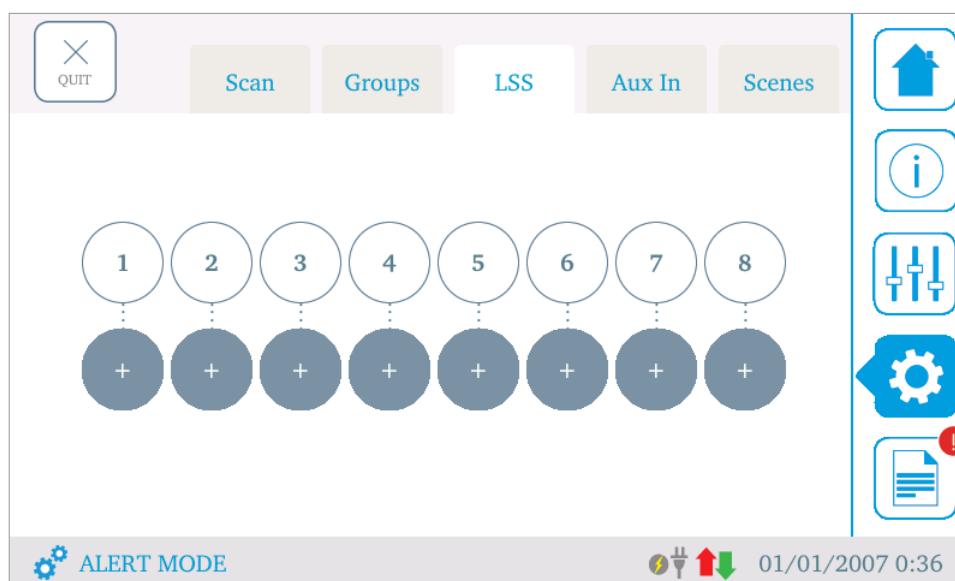 QUIT
Scan Groups LSS Aux In Scenes
1 2 3 4 5 6 7 8
+ + + + + + + +
ALERT MODE 01/01/2007 0:36